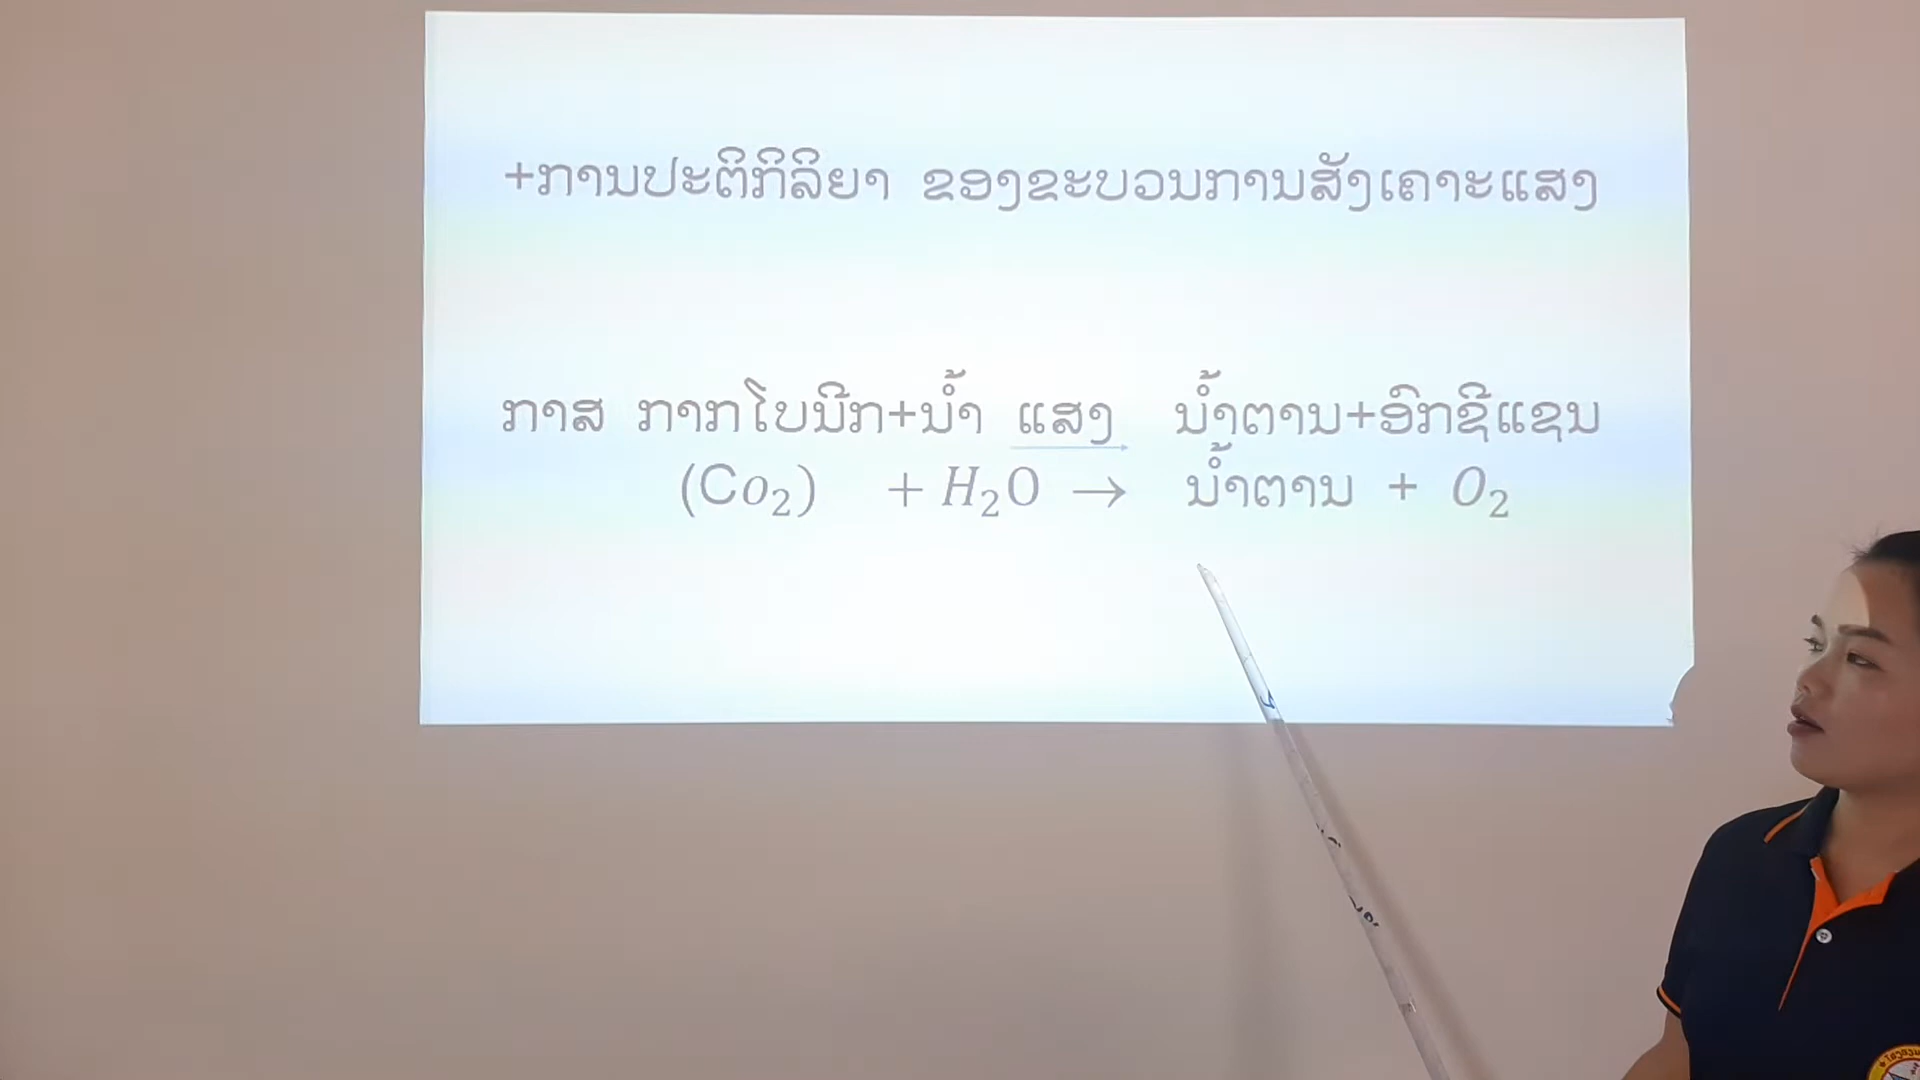 +ການປະຕິກິລິຍາ ຂອງຂະບວນການສັງເຄາະແສງ
ກາສ ກາກໂບນີກ+ນ້ຳ ແສງ ນ້ຳຕານ+ອົກຊີແຊນ
(Co₂) + H₂O → ນ້ຳຕານ + O₂